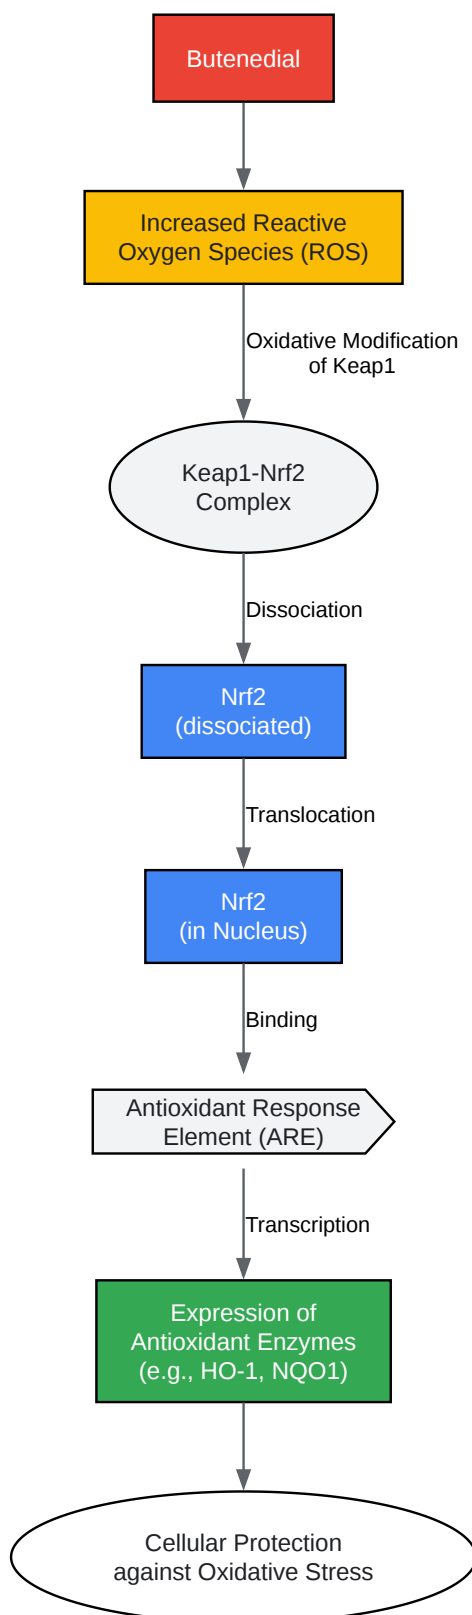 Butenedial
Increased Reactive
Oxygen Species (ROS)
Oxidative Modification
of Keap1
Keap1-Nrf2
Complex
Dissociation
Nrf2
(dissociated)
Translocation
Nrf2
(in Nucleus)
Binding
Antioxidant Response
Element (ARE)
Transcription
Expression of
Antioxidant Enzymes
(e.g., HO-1, NQO1)
Cellular Protection
against Oxidative Stress